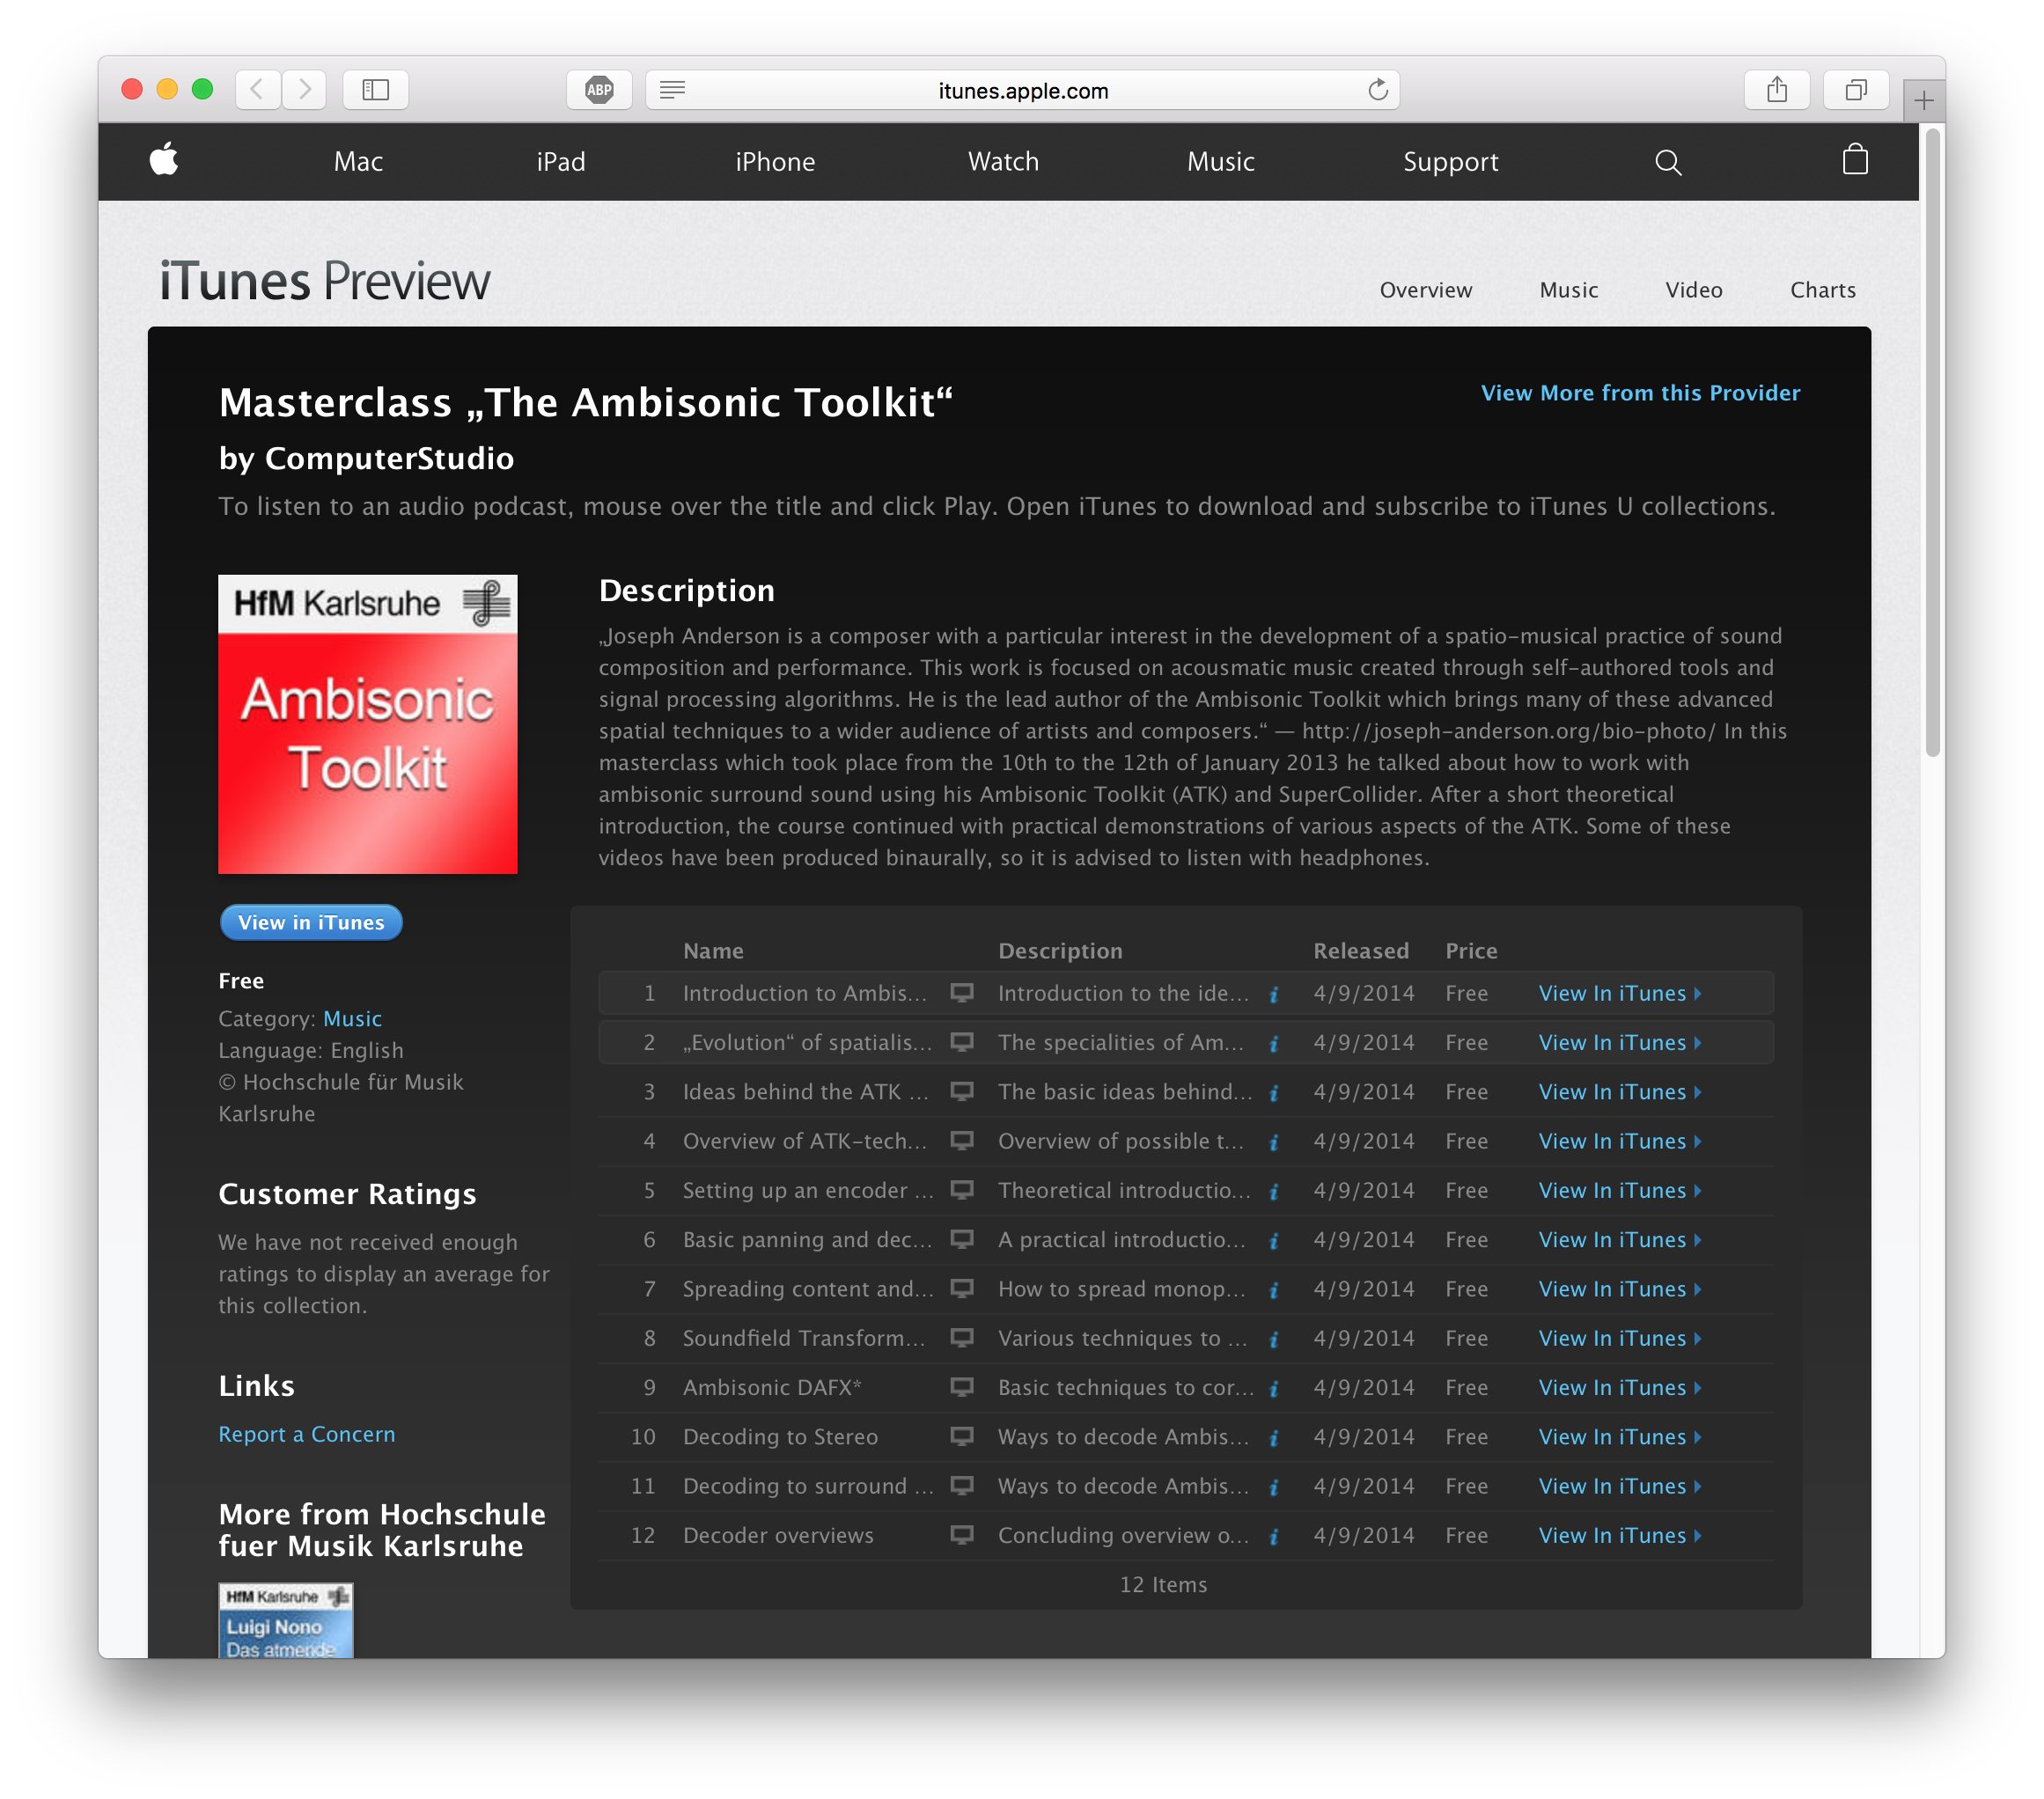 ABP
itunes.apple.com
Mac iPad iPhone Watch Music Support
iTunes Preview
Overview Music Video Charts
Masterclass „The Ambisonic Toolkit“
View More from this Provider
by ComputerStudio
To listen to an audio podcast, mouse over the title and click Play. Open iTunes to download and subscribe to iTunes U collections.
HfM Karlsruhe
Ambisonic
Toolkit
Description
„Joseph Anderson is a composer with a particular interest in the development of a spatio-musical practice of sound
composition and performance. This work is focused on acousmatic music created through self-authored tools and
signal processing algorithms. He is the lead author of the Ambisonic Toolkit which brings many of these advanced
spatial techniques to a wider audience of artists and composers.“ — http://joseph-anderson.org/bio-photo/ In this
masterclass which took place from the 10th to the 12th of January 2013 he talked about how to work with
ambisonic surround sound using his Ambisonic Toolkit (ATK) and SuperCollider. After a short theoretical
introduction, the course continued with practical demonstrations of various aspects of the ATK. Some of these
videos have been produced binaurally, so it is advised to listen with headphones.
View in iTunes
Free
Category: Music
Language: English
© Hochschule für Musik
Karlsruhe
Customer Ratings
We have not received enough
ratings to display an average for
this collection.
Links
Report a Concern
More from Hochschule
fuer Musik Karlsruhe
HfM Karlsruhe
Luigi Nono
Das atmende
Name Description Released Price
1 Introduction to Ambis... Introduction to the ide... i 4/9/2014 Free View In iTunes
2 „Evolution“ of spatialis... The specialities of Am... i 4/9/2014 Free View In iTunes
3 Ideas behind the ATK ... The basic ideas behind... i 4/9/2014 Free View In iTunes
4 Overview of ATK-tech... Overview of possible t... i 4/9/2014 Free View In iTunes
5 Setting up an encoder ... Theoretical introductio... i 4/9/2014 Free View In iTunes
6 Basic panning and dec... A practical introductio... i 4/9/2014 Free View In iTunes
7 Spreading content and... How to spread monop... i 4/9/2014 Free View In iTunes
8 Soundfield Transform... Various techniques to ... i 4/9/2014 Free View In iTunes
9 Ambisonic DAFX* Basic techniques to cor... i 4/9/2014 Free View In iTunes
10 Decoding to Stereo Ways to decode Ambis... i 4/9/2014 Free View In iTunes
11 Decoding to surround ... Ways to decode Ambis... i 4/9/2014 Free View In iTunes
12 Decoder overviews Concluding overview o... i 4/9/2014 Free View In iTunes
12 Items